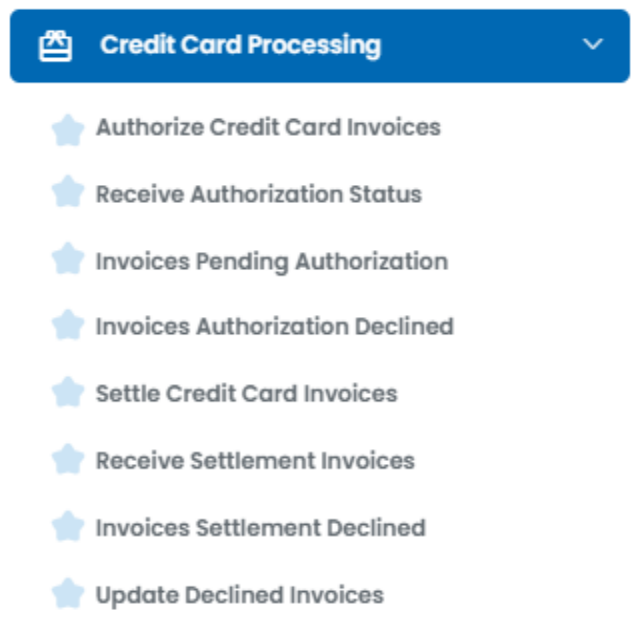 Credit Card Processing
Authorize Credit Card Invoices
Receive Authorization Status
Invoices Pending Authorization
Invoices Authorization Declined
Settle Credit Card Invoices
Receive Settlement Invoices
Invoices Settlement Declined
Update Declined Invoices